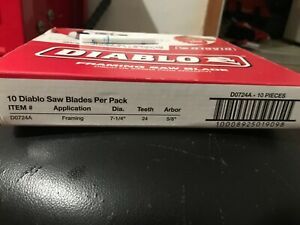 DIABLO
FRAMING SAW BLADE
10 Diablo Saw Blades Per Pack
ITEM # Application Dia. Teeth Arbor
D0724A Framing 7-1/4" 24 5/8"
D0724A - 10 PIECES
10008925019098